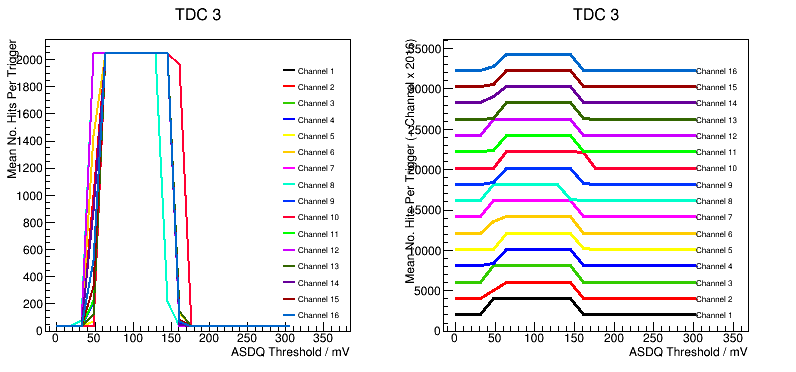 TDC 3
Mean No. Hits Per Trigger
2000
1800
1600
1400
1200
1000
800
600
400
200
0
0 50 100 150 200 250 300 350
ASDQ Threshold / mV
Channel 1
Channel 2
Channel 3
Channel 4
Channel 5
Channel 6
Channel 7
Channel 8
Channel 9
Channel 10
Channel 11
Channel 12
Channel 13
Channel 14
Channel 15
Channel 16
TDC 3
Mean No. Hits Per Trigger (+ Channel x 2016)
35000
30000
25000
20000
15000
10000
5000
0
0 50 100 150 200 250 300 350
ASDQ Threshold / mV
Channel 16
Channel 15
Channel 14
Channel 13
Channel 12
Channel 11
Channel 10
Channel 9
Channel 8
Channel 7
Channel 6
Channel 5
Channel 4
Channel 3
Channel 2
Channel 1